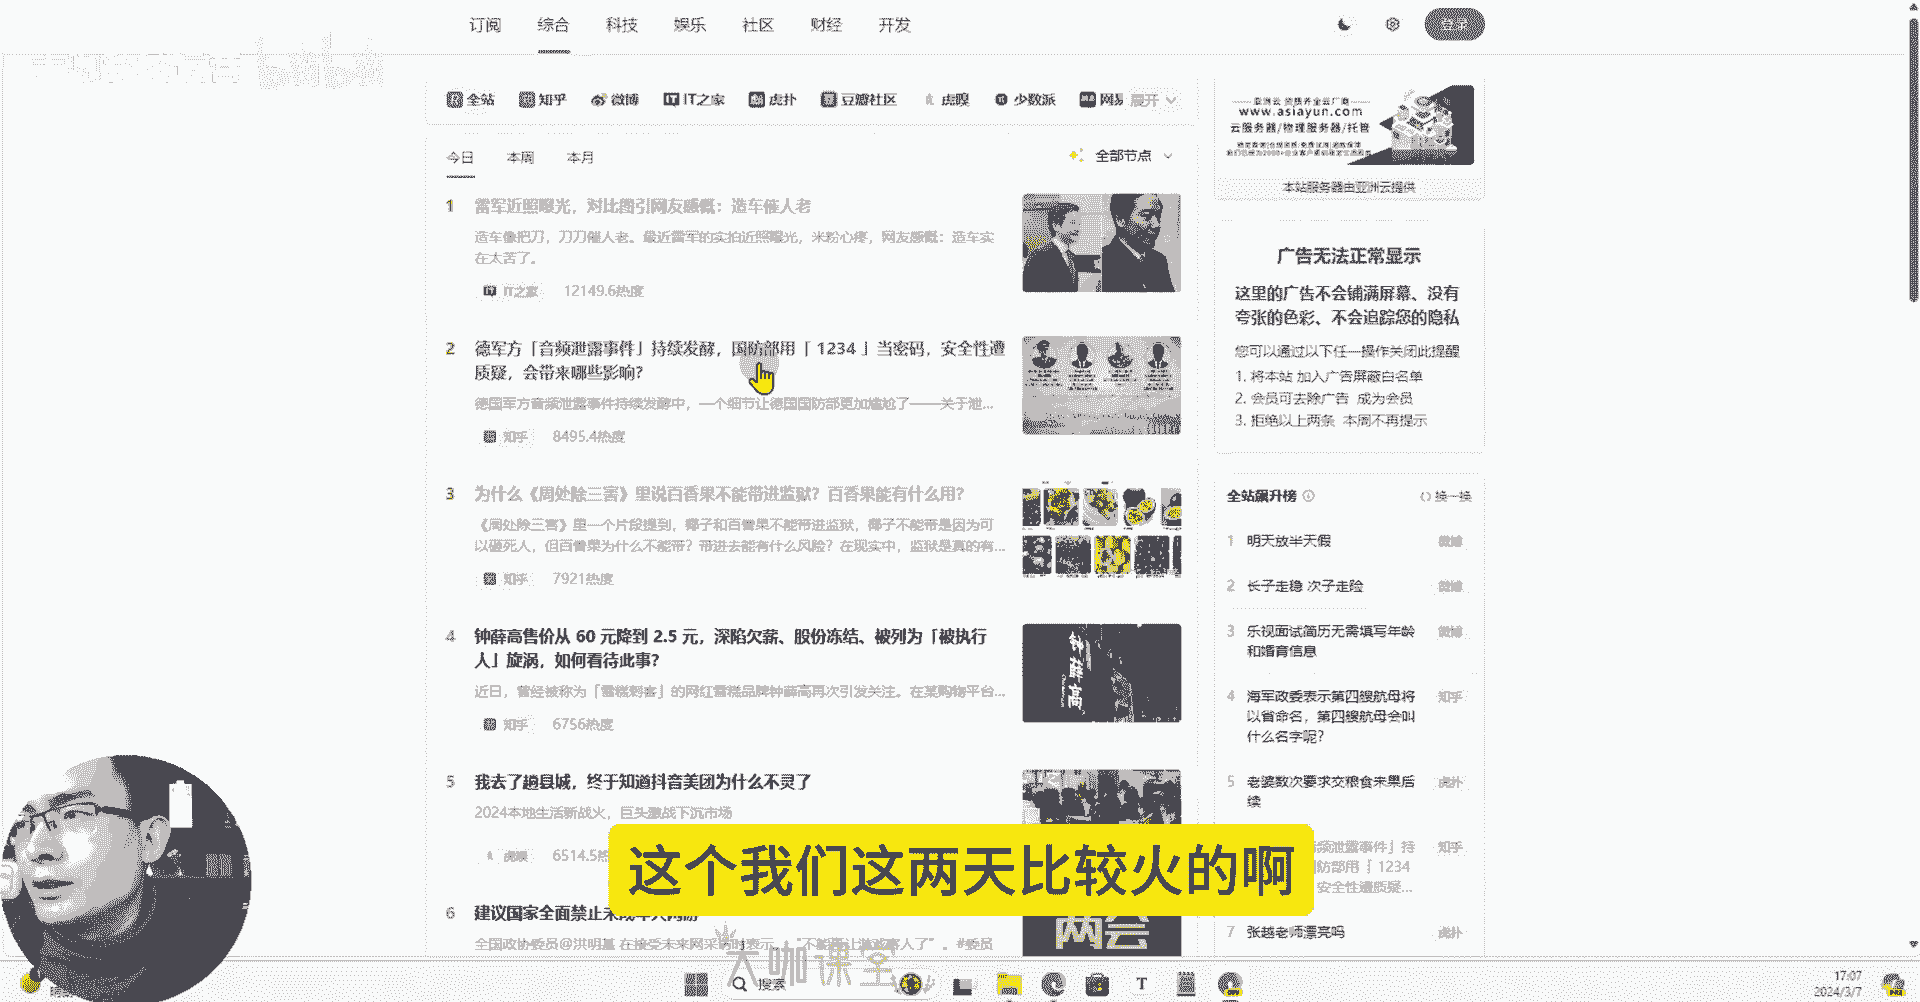 订阅 综合 科技 娱乐 社区 财经 开发
登录
全站 知乎 微博 IT之家 虎扑 豆瓣社区 虎嗅 少数派 网易 展开
今日 本周 本月
全部节点
1 雷军近照曝光，对比图引网友感慨：造车催人老
造车像把刀，刀刀催人老。最近雷军的实拍近照曝光，米粉心疼，网友感慨：造车实
在太苦了。
IT之家 12149.6热度
2 德军方「音频泄露事件」持续发酵，国防部用「 1234 」当密码，安全性遭
质疑，会带来哪些影响？
德国军方音频泄露事件持续发酵中，一个细节让德国国防部更加尴尬了——关于泄...
知乎 8495.4热度
3 为什么《周处除三害》里说百香果不能带进监狱？百香果能有什么用？
《周处除三害》里一个片段提到，椰子和百香果不能带进监狱，椰子不能带是因为可
以砸死人，但百香果为什么不能带？带进去能有什么风险？在现实中，监狱是真的有...
知乎 7921热度
4 钟薛高售价从 60 元降到 2.5 元，深陷欠薪、股份冻结、被列为「被执行
人」旋涡，如何看待此事？
近日，曾经被称为「雪糕刺客」的网红雪糕品牌钟薛高再次引发关注。在某购物平台...
知乎 6756热度
钟薛高
5 我去了趟县城，终于知道抖音美团为什么不灵了
2024本地生活新战火，巨头激战下沉市场
虎嗅 6514.5热
6 建议国家全面禁止未成年人网游
全国政协委员@洪明基 在接受未来网采访时表示，“不能再让游戏害人了”。#委员
两会
亚洲云 资质齐全云厂商
www.asiayun.com
云服务器/物理服务器/托管
本站服务器由亚洲云提供
广告无法正常显示
这里的广告不会铺满屏幕、没有
夸张的色彩、不会追踪您的隐私
您可以通过以下任一操作关闭此提醒
1. 将本站 加入广告屏蔽白名单
2. 会员可去除广告 成为会员
3. 拒绝以上两条 本周不再提示
全站飙升榜 换一换
1 明天放半天假 微博
2 长子走稳 次子走险 微博
3 乐视面试简历无需填写年龄 微博
和婚育信息
4 海军政委表示第四艘航母将 知乎
以省命名，第四艘航母会叫
什么名字呢？
5 老婆数次要求交粮食未果后 虎扑
续
频泄露事件」持 知乎
防部用「 1234
安全性遭质疑...
7 张越老师漂亮吗 虎扑
这个我们这两天比较火的啊
大咖课堂
搜索
17:07
2024/3/7